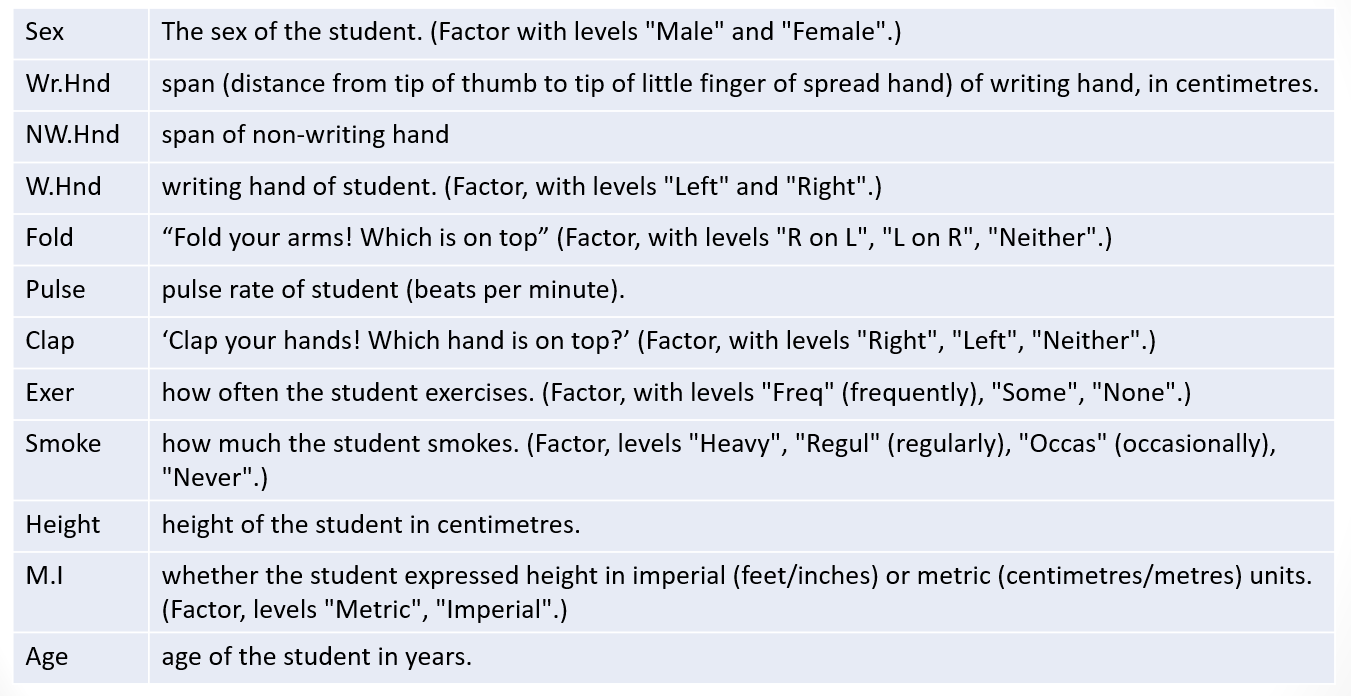 Sex The sex of the student. (Factor with levels "Male" and "Female".)
Wr.Hnd span (distance from tip of thumb to tip of little finger of spread hand) of writing hand, in centimetres.
NW.Hnd span of non-writing hand
W.Hnd writing hand of student. (Factor, with levels "Left" and "Right".)
Fold “Fold your arms! Which is on top” (Factor, with levels "R on L", "L on R", "Neither".)
Pulse pulse rate of student (beats per minute).
Clap ‘Clap your hands! Which hand is on top?’ (Factor, with levels "Right", "Left", "Neither".)
Exer how often the student exercises. (Factor, with levels "Freq" (frequently), "Some", "None".)
Smoke how much the student smokes. (Factor, levels "Heavy", "Regul" (regularly), "Occas" (occasionally),
"Never".)
Height height of the student in centimetres.
M.I whether the student expressed height in imperial (feet/inches) or metric (centimetres/metres) units.
(Factor, levels "Metric", "Imperial".)
Age age of the student in years.